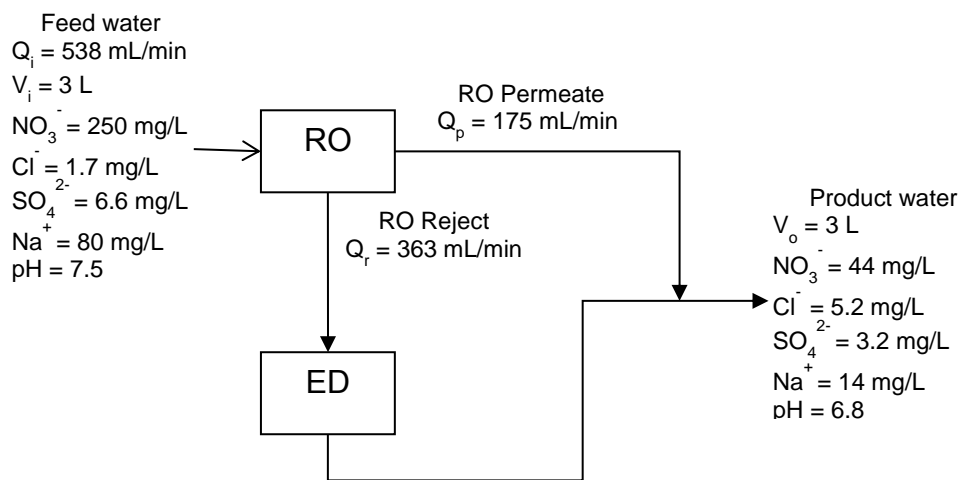 Feed water
Qᵢ = 538 mL/min
Vᵢ = 3 L
NO₃⁻ = 250 mg/L
Cl⁻ = 1.7 mg/L
SO₄²⁻ = 6.6 mg/L
Na⁺ = 80 mg/L
pH = 7.5
RO
RO Permeate
Qₚ = 175 mL/min
RO Reject
Qᵣ = 363 mL/min
ED
Product water
Vₒ = 3 L
NO₃⁻ = 44 mg/L
Cl⁻ = 5.2 mg/L
SO₄²⁻ = 3.2 mg/L
Na⁺ = 14 mg/L
pH = 6.8